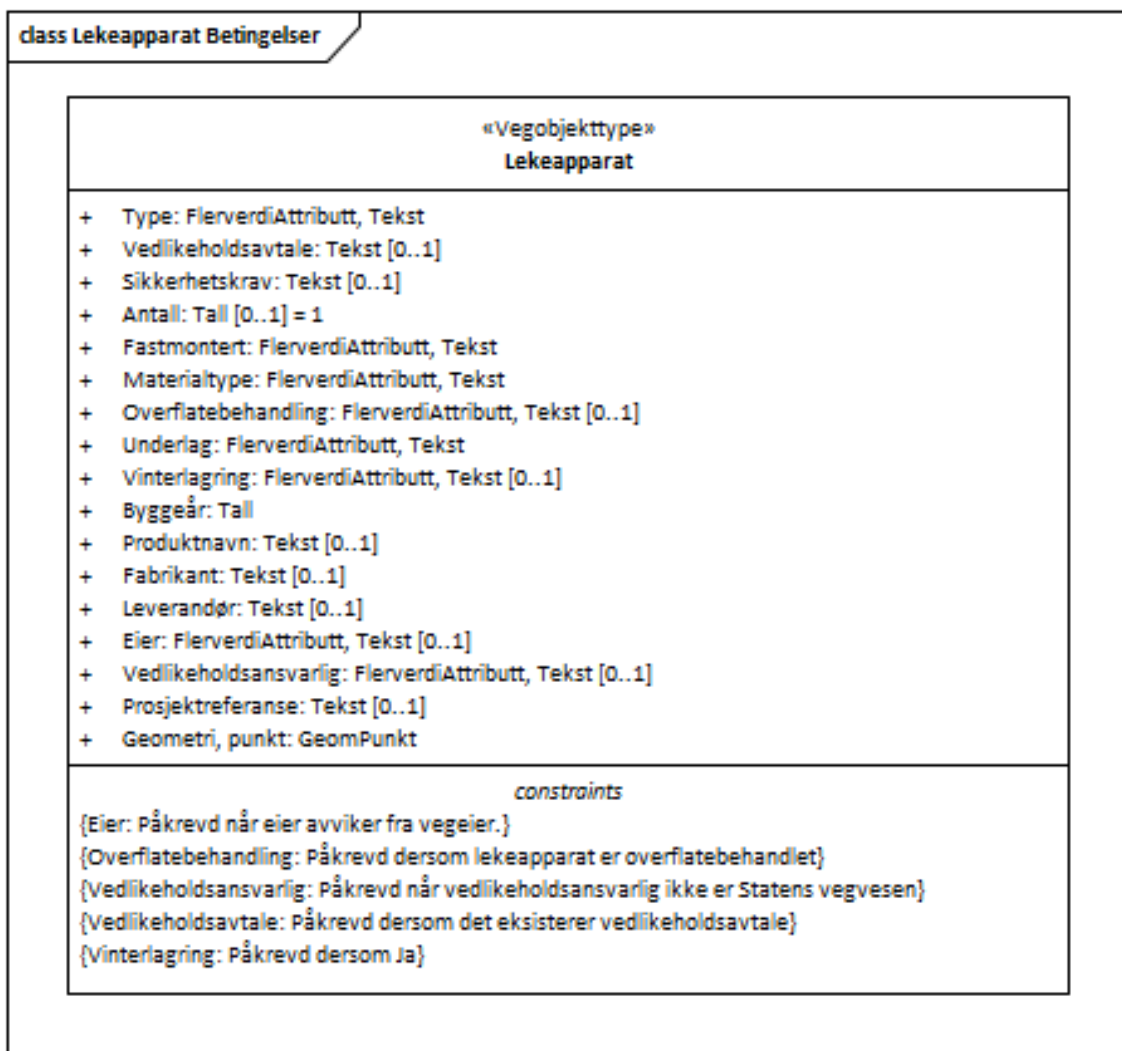 class Lekeapparat Betingelser
«Vegobjekttype»
Lekeapparat
+ Type: FlerverdiAttributt, Tekst
+ Vedlikeholdsavtale: Tekst [0..1]
+ Sikkerhetskrav: Tekst [0..1]
+ Antall: Tall [0..1] = 1
+ Fastmontert: FlerverdiAttributt, Tekst
+ Materialtype: FlerverdiAttributt, Tekst
+ Overflatebehandling: FlerverdiAttributt, Tekst [0..1]
+ Underlag: FlerverdiAttributt, Tekst
+ Vinterlagring: FlerverdiAttributt, Tekst [0..1]
+ Byggeår: Tall
+ Produktnavn: Tekst [0..1]
+ Fabrikant: Tekst [0..1]
+ Leverandør: Tekst [0..1]
+ Eier: FlerverdiAttributt, Tekst [0..1]
+ Vedlikeholdsansvarlig: FlerverdiAttributt, Tekst [0..1]
+ Prosjektreferanse: Tekst [0..1]
+ Geometri, punkt: GeomPunkt
constraints
{Eier: Påkrevd når eier avviker fra vegeier.}
{Overflatebehandling: Påkrevd dersom lekeapparat er overflatebehandlet}
{Vedlikeholdsansvarlig: Påkrevd når vedlikeholdsansvarlig ikke er Statens vegvesen}
{Vedlikeholdsavtale: Påkrevd dersom det eksisterer vedlikeholdsavtale}
{Vinterlagring: Påkrevd dersom Ja}